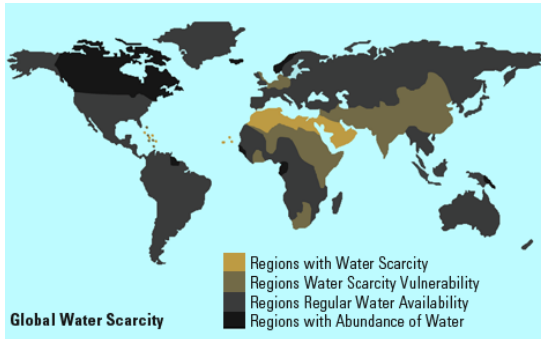 Regions with Water Scarcity
Regions Water Scarcity Vulnerability
Regions Regular Water Availability
Regions with Abundance of Water
Global Water Scarcity